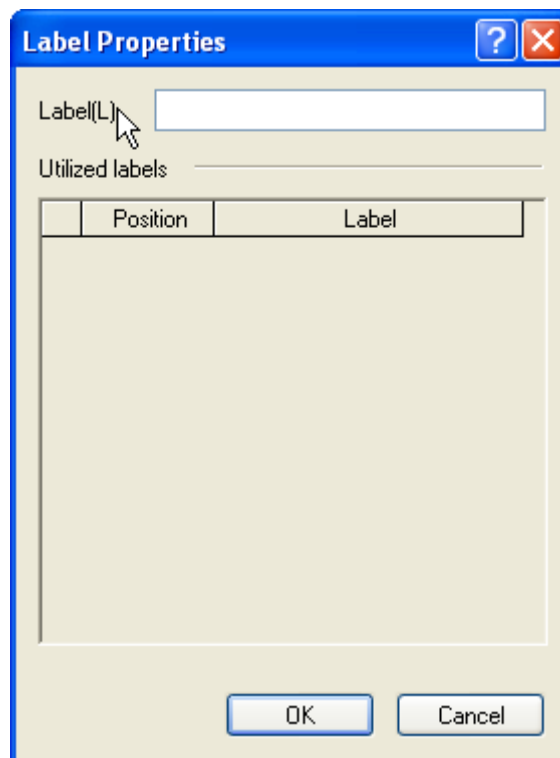 Label Properties
Label(L)
Utilized labels
Position Label
OK Cancel